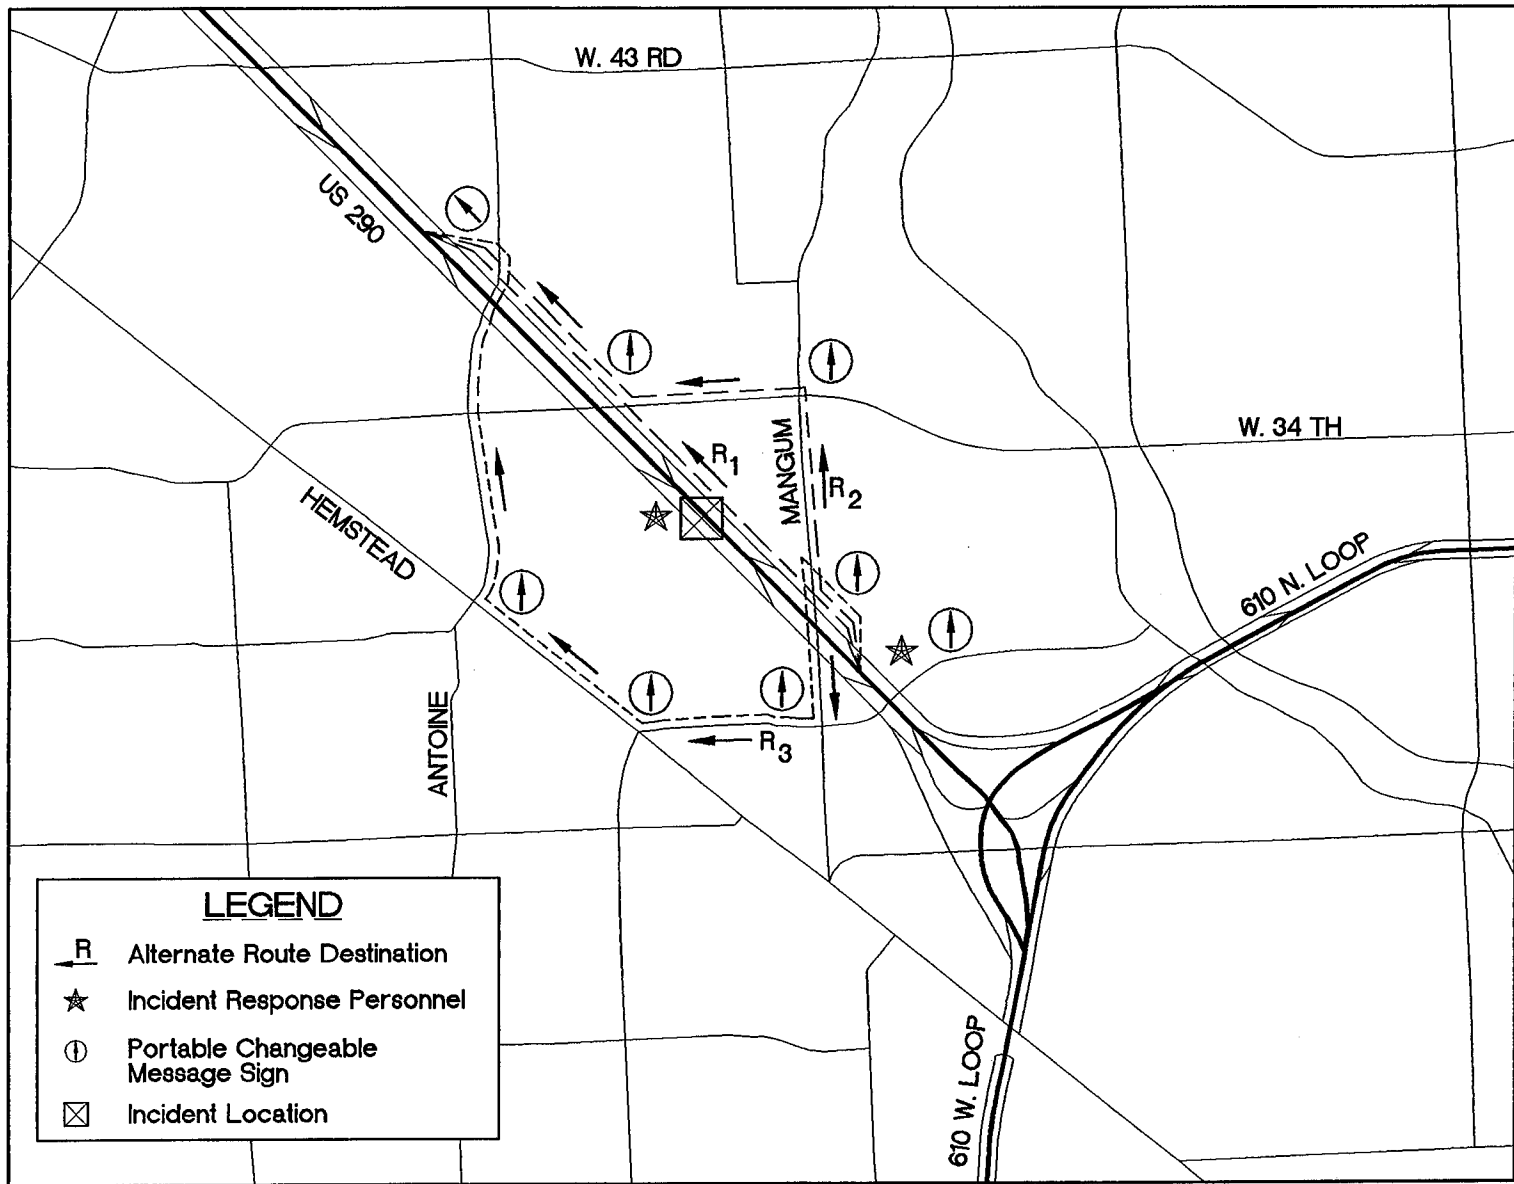 W. 43 RD
US 290
W. 34 TH
MANGUM
R1
R2
HEMSTEAD
610 N. LOOP
R3
ANTOINE
610 W. LOOP
LEGEND
R Alternate Route Destination
Incident Response Personnel
Portable Changeable
Message Sign
Incident Location